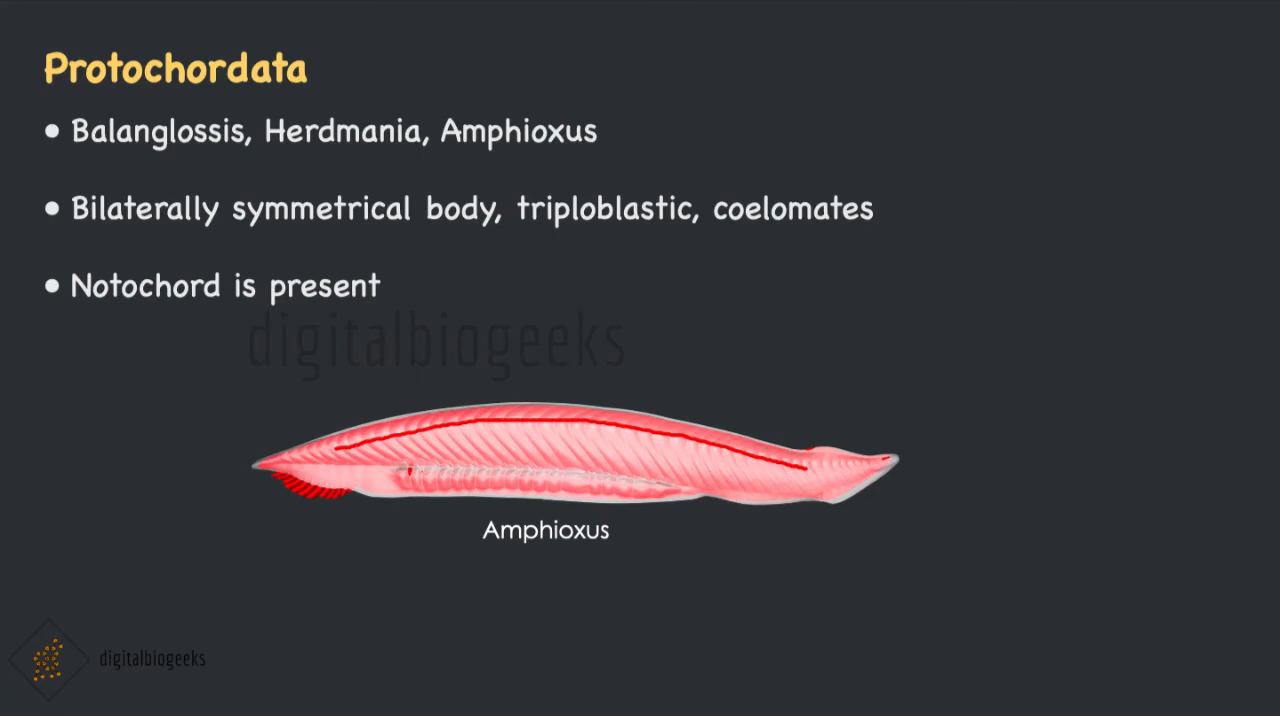 Protochordata
• Balanglossis, Herdmania, Amphioxus
• Bilaterally symmetrical body, triploblastic, coelomates
• Notochord is present
digitalbiogeeks
Amphioxus
digitalbiogeeks